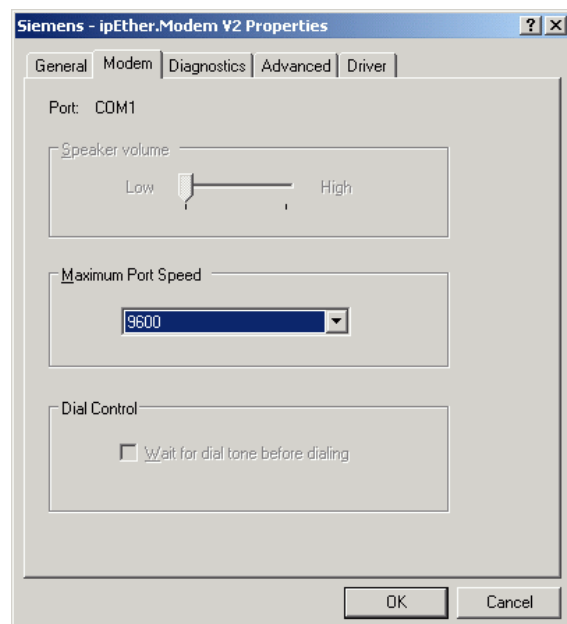 Siemens - ipEther.Modem V2 Properties
General Modem Diagnostics Advanced Driver
Port: COM1
Speaker volume
Low High
Maximum Port Speed
9600
Dial Control
Wait for dial tone before dialing
OK Cancel